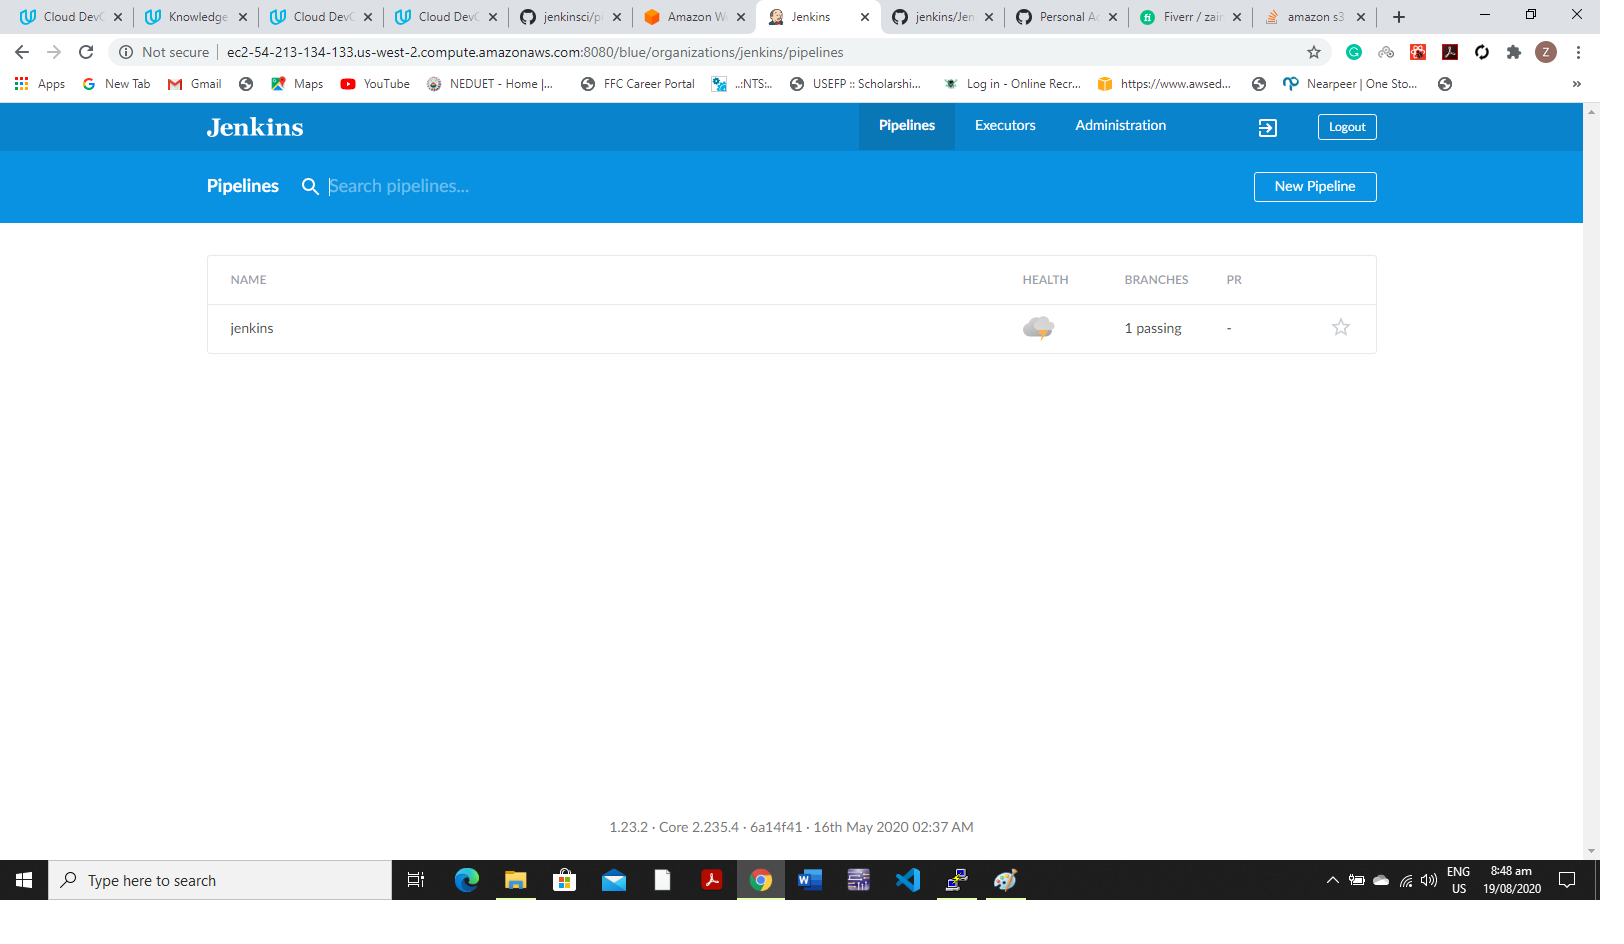 Cloud DevO Knowledge Cloud DevO Cloud DevO jenkinsci/pi Amazon W Jenkins jenkins/Jen Personal Ac Fiverr / zain amazon s3
Not secure ec2-54-213-134-133.us-west-2.compute.amazonaws.com:8080/blue/organizations/jenkins/pipelines Z
Apps New Tab Gmail Maps YouTube NEDUET - Home |... FFC Career Portal ..:NTS:.. USEFP :: Scholarshi... Log in - Online Recr... https://www.awsed... Nearpeer | One Sto... »
Jenkins Pipelines Executors Administration Logout
Pipelines Search pipelines... New Pipeline
NAME HEALTH BRANCHES PR
jenkins 1 passing -
1.23.2 · Core 2.235.4 · 6a14f41 · 16th May 2020 02:37 AM
Type here to search
ENG 8:48 am
US 19/08/2020